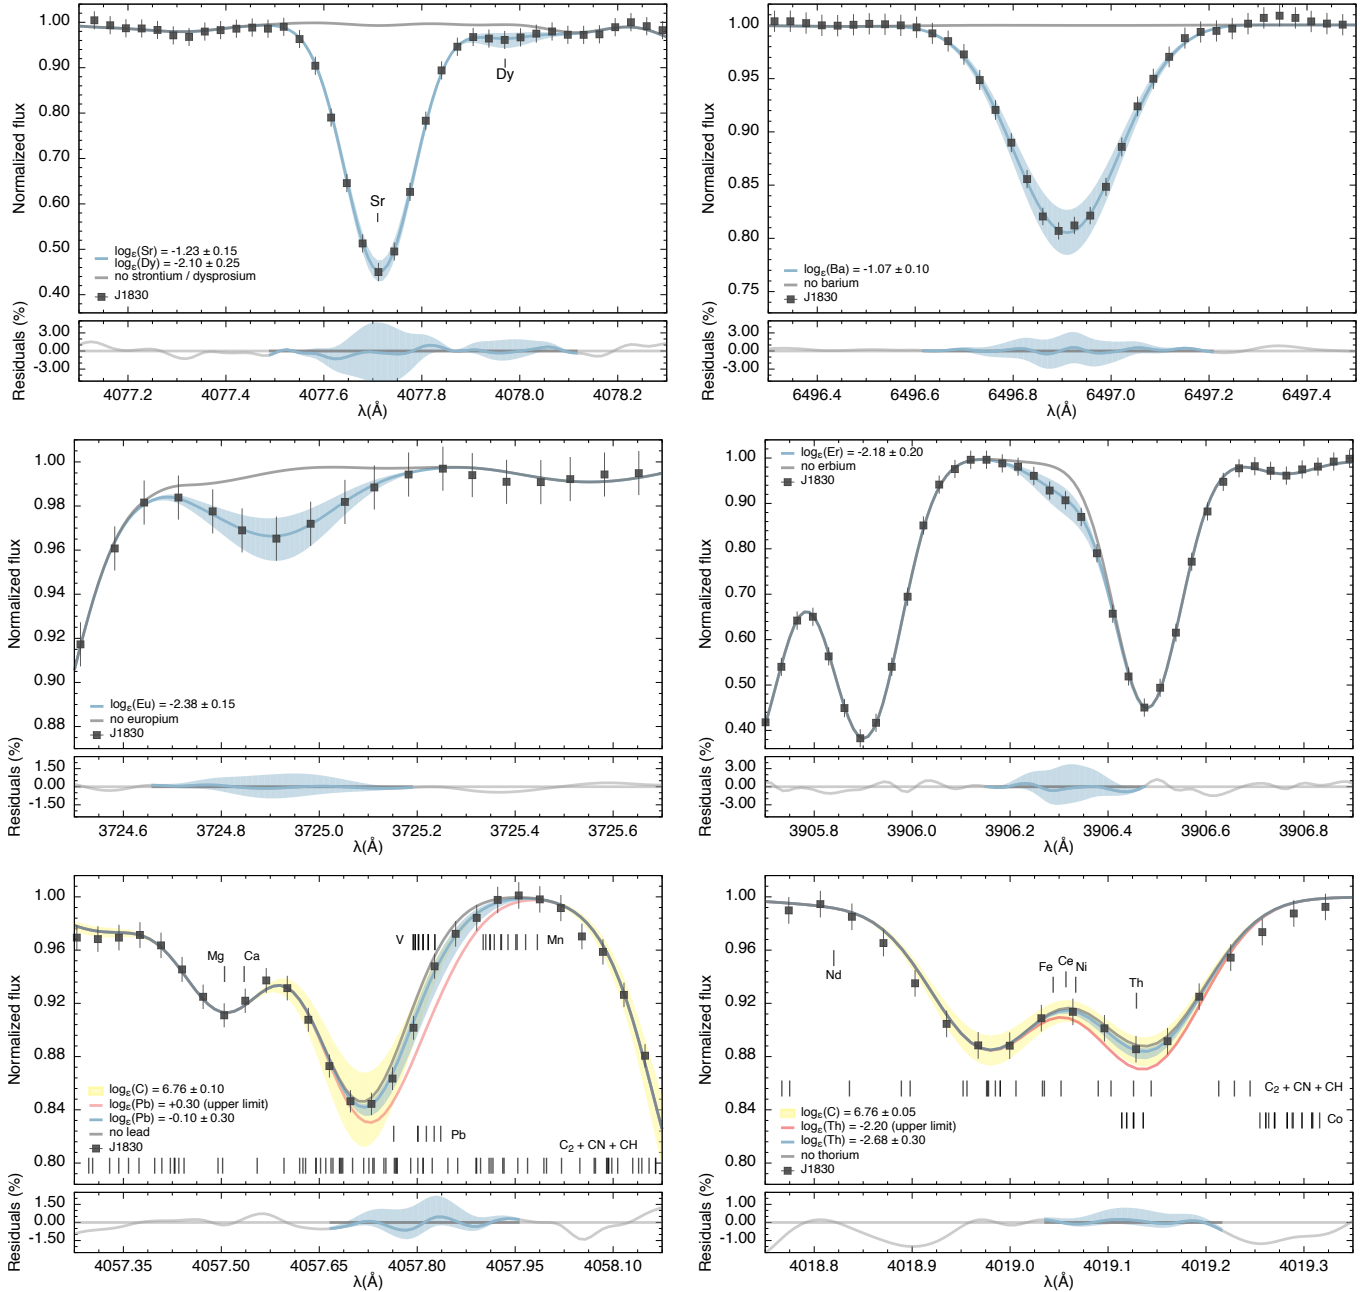 1.00
0.90
0.80
0.70
0.60
0.50
0.40
Normalized flux
Dy
Sr
logε(Sr) = -1.23 ± 0.15
logε(Dy) = -2.10 ± 0.25
no strontium / dysprosium
J1830
3.00
0.00
-3.00
Residuals (%)
4077.2 4077.4 4077.6 4077.8 4078.0 4078.2
λ(Å)
1.00
0.95
0.90
0.85
0.80
0.75
Normalized flux
logε(Ba) = -1.07 ± 0.10
no barium
J1830
3.00
0.00
-3.00
Residuals (%)
6496.4 6496.6 6496.8 6497.0 6497.2 6497.4
λ(Å)
1.00
0.98
0.96
0.94
0.92
0.90
0.88
Normalized flux
logε(Eu) = -2.38 ± 0.15
no europium
J1830
1.50
0.00
-1.50
Residuals (%)
3724.6 3724.8 3725.0 3725.2 3725.4 3725.6
λ(Å)
1.00
0.90
0.80
0.70
0.60
0.50
0.40
Normalized flux
logε(Er) = -2.18 ± 0.20
no erbium
J1830
3.00
0.00
-3.00
Residuals (%)
3905.8 3906.0 3906.2 3906.4 3906.6 3906.8
λ(Å)
1.00
0.96
0.92
0.88
0.84
0.80
Normalized flux
Mg Ca V Mn
logε(C) = 6.76 ± 0.10
logε(Pb) = +0.30 (upper limit)
logε(Pb) = -0.10 ± 0.30
no lead
J1830
Pb
C2 + CN + CH
1.50
0.00
-1.50
Residuals (%)
4057.35 4057.50 4057.65 4057.80 4057.95 4058.10
λ(Å)
1.00
0.96
0.92
0.88
0.84
0.80
Normalized flux
Nd Fe Ce Ni Th
C2 + CN + CH
Co
logε(C) = 6.76 ± 0.05
logε(Th) = -2.20 (upper limit)
logε(Th) = -2.68 ± 0.30
no thorium
J1830
1.00
0.00
-1.00
Residuals (%)
4018.8 4018.9 4019.0 4019.1 4019.2 4019.3
λ(Å)